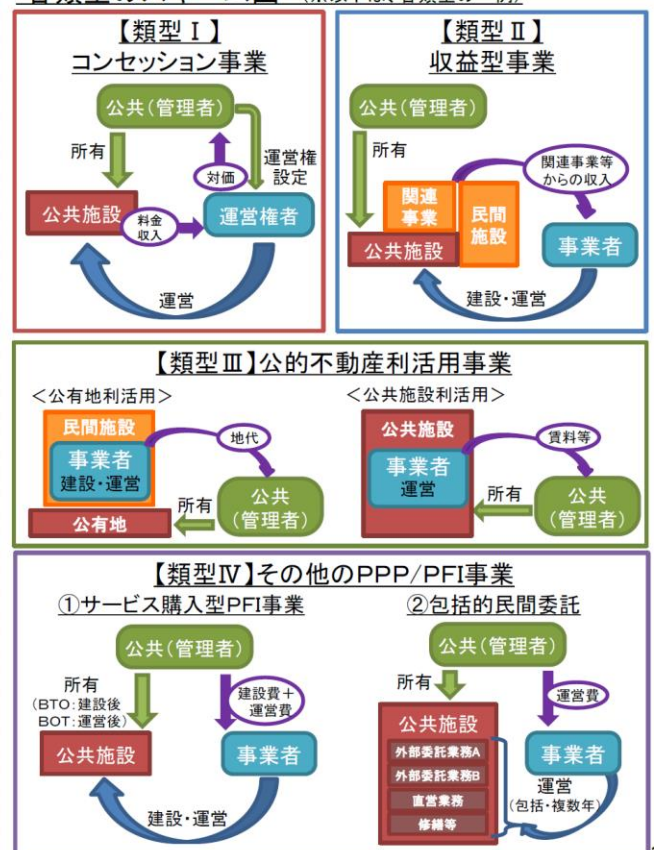 【類型Ⅰ】
コンセッション事業
公共(管理者)
所有
対価
運営権
設定
公共施設
料金
収入
運営権者
運営
【類型Ⅱ】
収益型事業
公共(管理者)
所有
関連事業等
からの収入
関連
事業
民間
施設
公共施設
事業者
建設・運営
【類型Ⅲ】公的不動産利活用事業
<公有地利活用>
民間施設
事業者
建設・運営
地代
所有
公共
(管理者)
公有地
<公共施設利活用>
公共施設
事業者
運営
賃料等
所有
公共
(管理者)
【類型Ⅳ】その他のPPP/PFI事業
①サービス購入型PFI事業
公共(管理者)
所有
(BTO:建設後
BOT:運営後)
建設費+
運営費
公共施設
事業者
建設・運営
②包括的民間委託
公共(管理者)
所有
運営費
公共施設
外部委託業務A
外部委託業務B
直営業務
修繕等
事業者
運営
(包括・複数年)